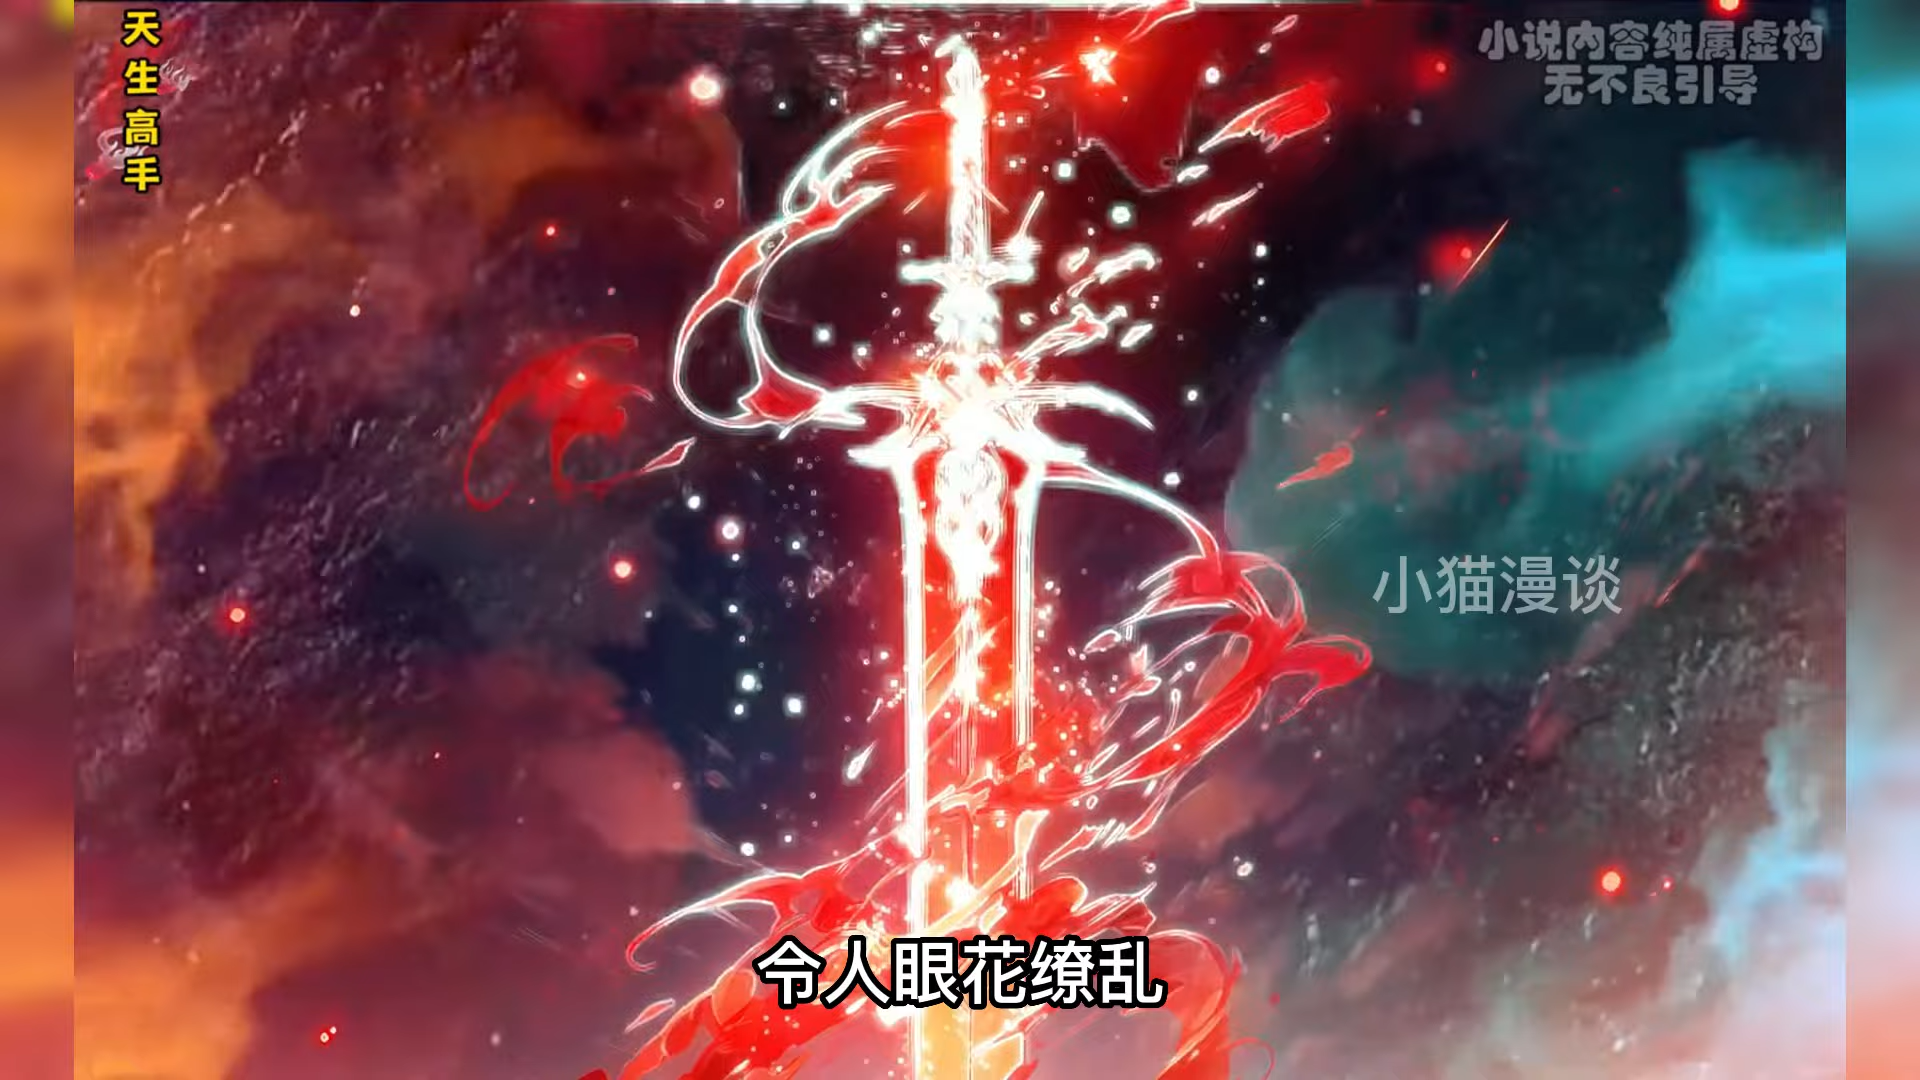 天生高手
小说内容纯属虚构
无不良引导
小猫漫谈
令人眼花缭乱